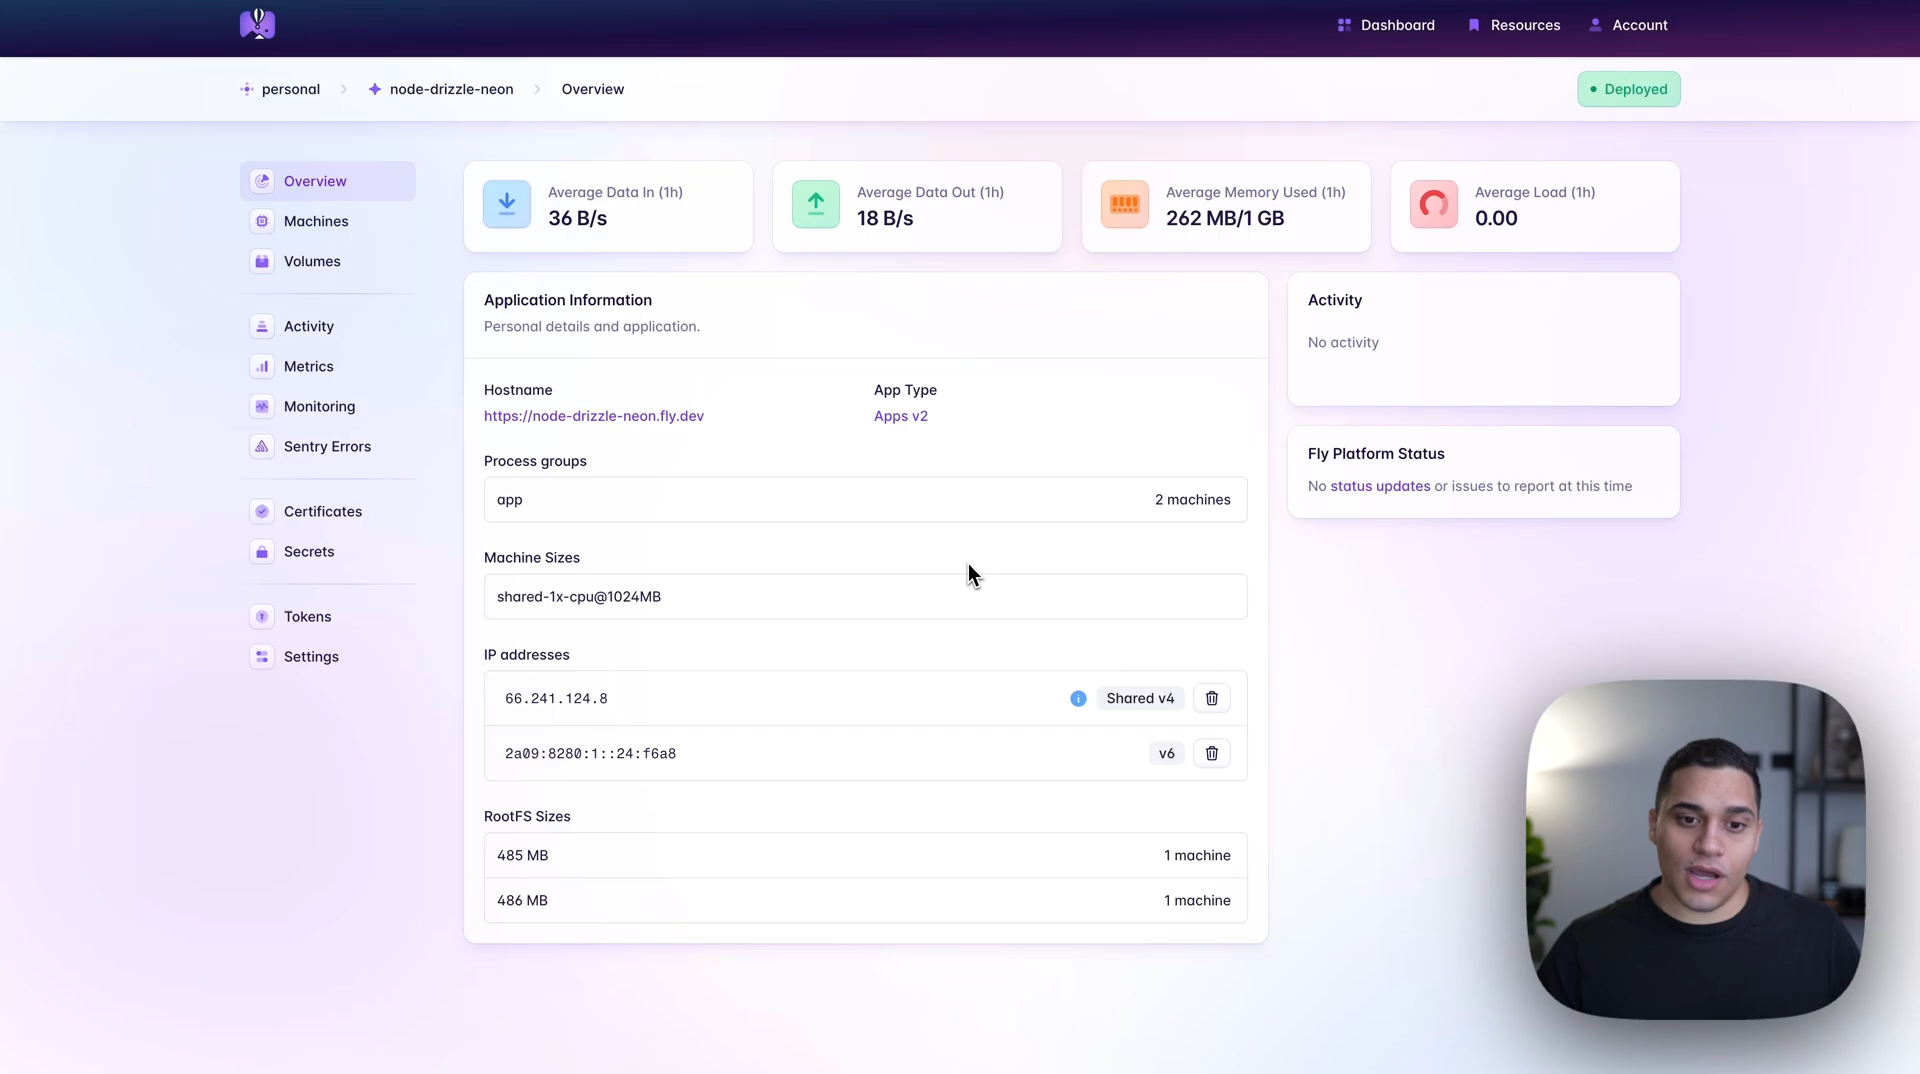 Dashboard
Resources
Account
personal
node-drizzle-neon
Overview
Deployed
Overview
Machines
Volumes
Activity
Metrics
Monitoring
Sentry Errors
Certificates
Secrets
Tokens
Settings
Average Data In (1h)
36 B/s
Average Data Out (1h)
18 B/s
Average Memory Used (1h)
262 MB/1 GB
Average Load (1h)
0.00
Application Information
Personal details and application.
Hostname
https://node-drizzle-neon.fly.dev
App Type
Apps v2
Process groups
app
2 machines
Machine Sizes
shared-1x-cpu@1024MB
IP addresses
66.241.124.8
Shared v4
2a09:8280:1::24:f6a8
v6
RootFS Sizes
485 MB
1 machine
486 MB
1 machine
Activity
No activity
Fly Platform Status
No status updates or issues to report at this time